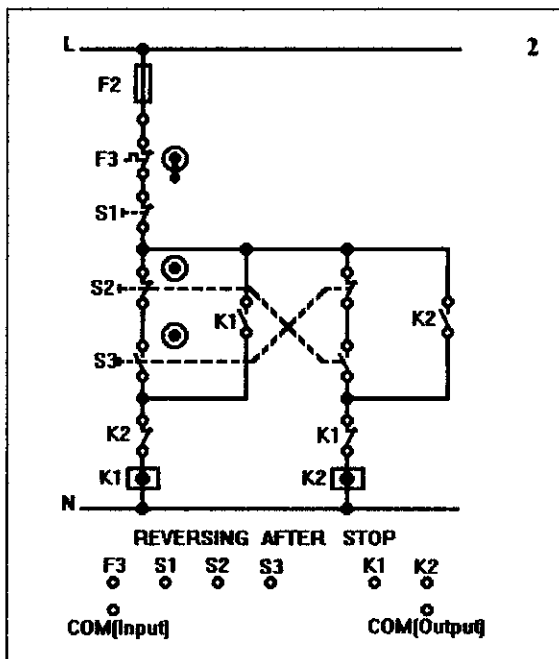 2
L
F2
F3
S1
S2
K1
K2
S3
K2
K1
K1
K2
N
REVERSING AFTER STOP
F3 S1 S2 S3 K1 K2
COM(Input) COM(Output)